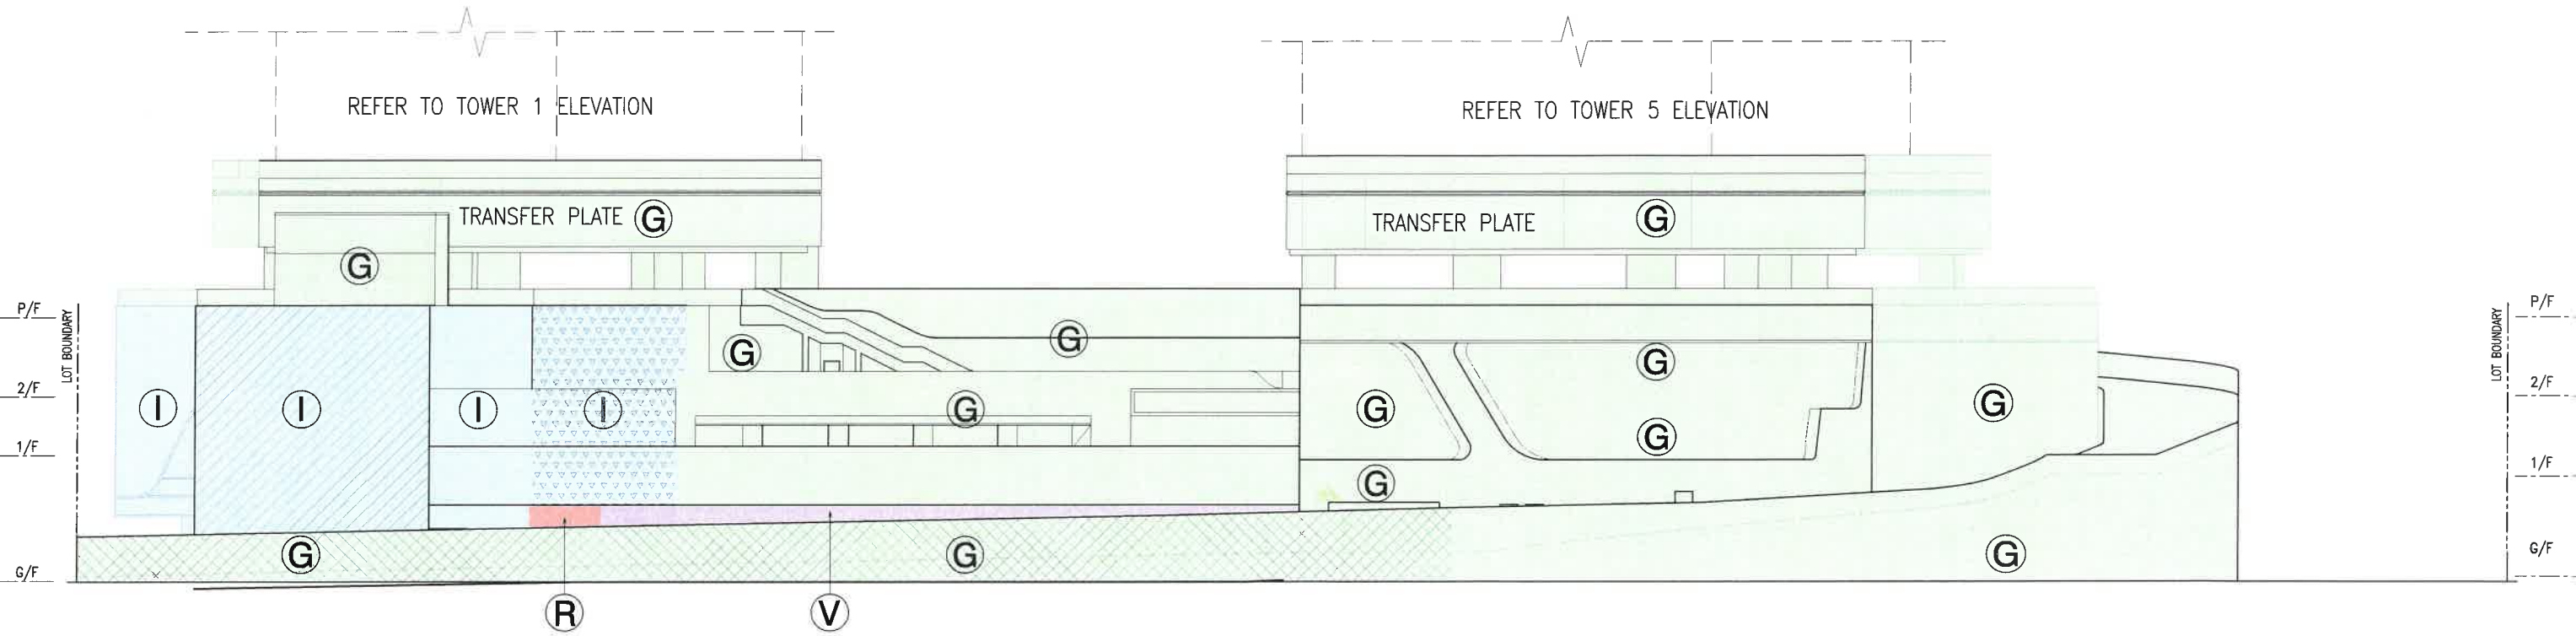 REFER TO TOWER 1 ELEVATION
REFER TO TOWER 5 ELEVATION
TRANSFER PLATE G
TRANSFER PLATE G
G
P/F
LOT BOUNDARY
2/F
1/F
G/F
I
I
I
I
G
G
G
G
G
G
G
G
LOT BOUNDARY
P/F
2/F
1/F
G/F
G
G
G
R
V